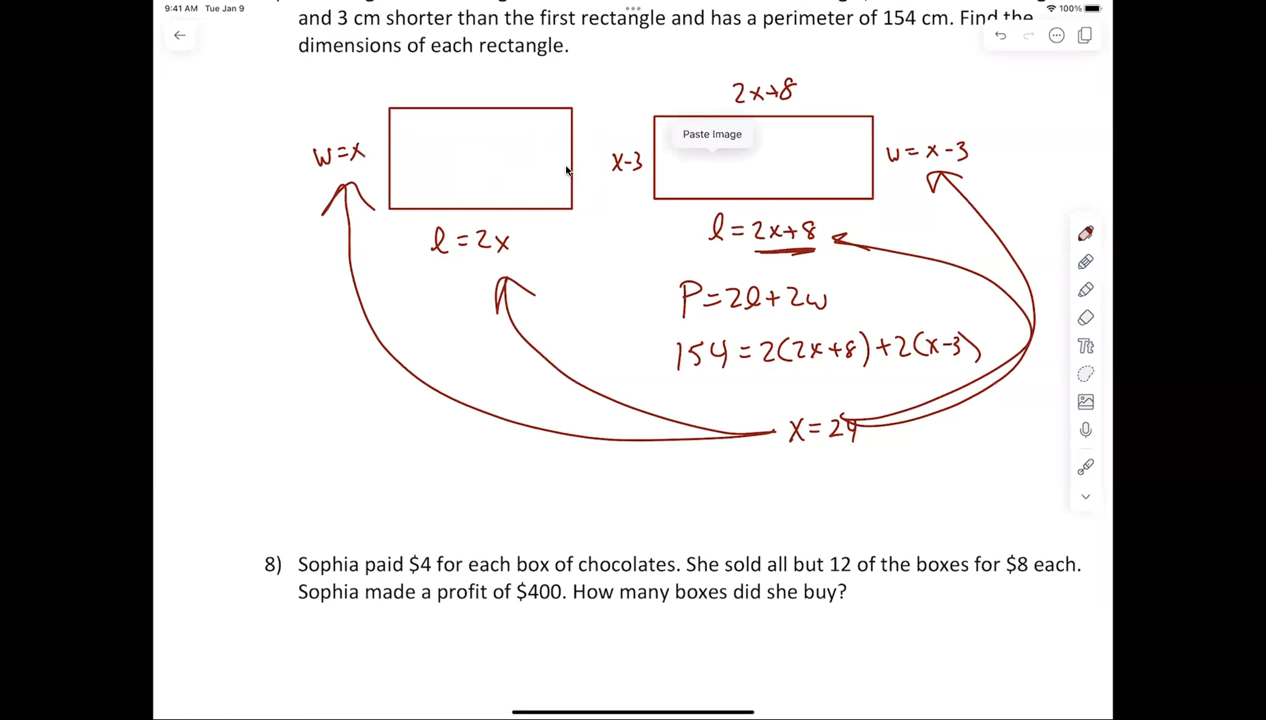 9:41 AM Tue Jan 9
100%
and 3 cm shorter than the first rectangle and has a perimeter of 154 cm. Find the
dimensions of each rectangle.
2x+8
Paste Image
w=x
x-3
w = x-3
l = 2x
l = 2x+8
P=2l+2w
154 = 2(2x+8)+2(x-3)
x = 24
Tt
8) Sophia paid $4 for each box of chocolates. She sold all but 12 of the boxes for $8 each.
Sophia made a profit of $400. How many boxes did she buy?